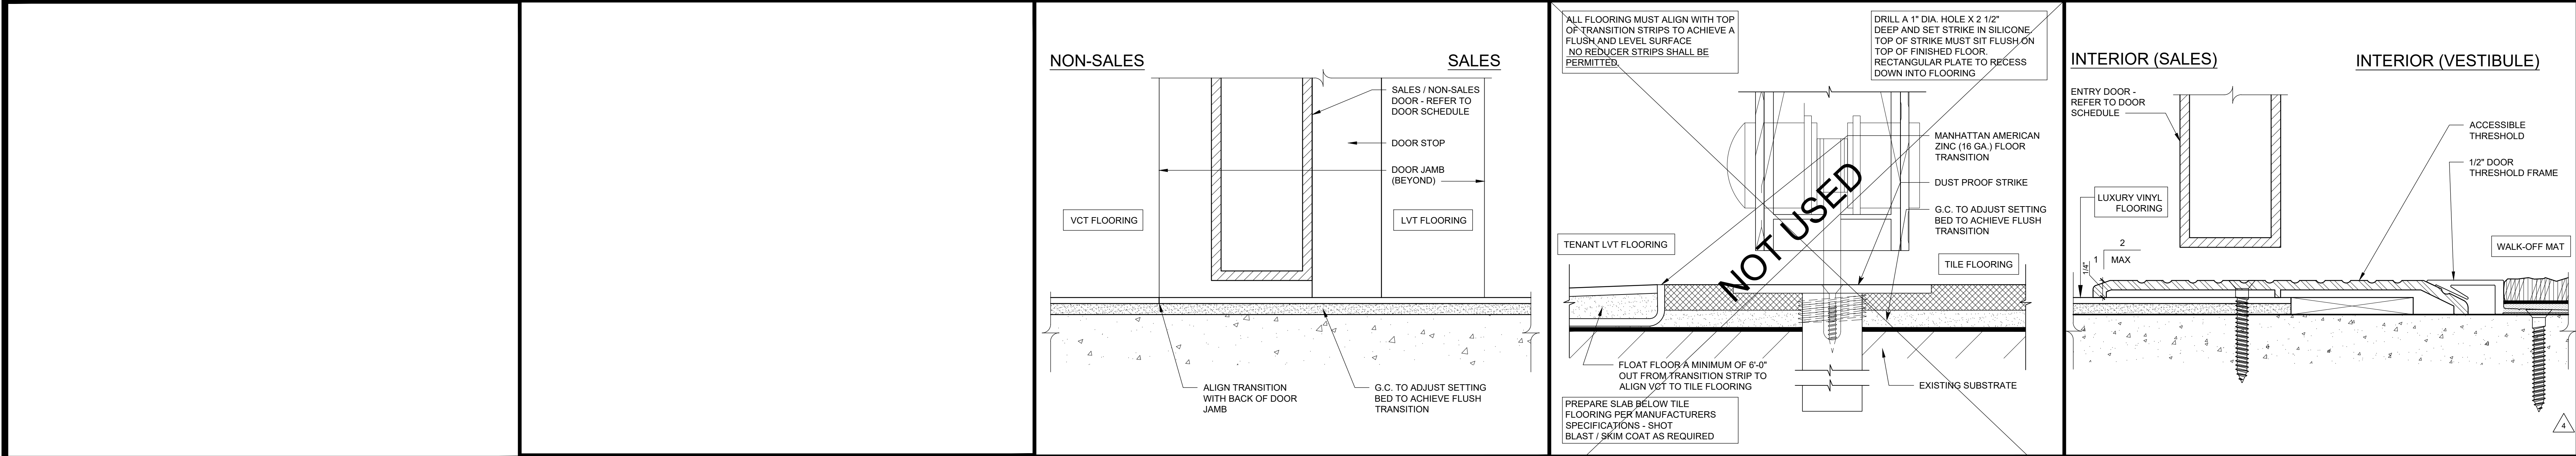 NON-SALES
SALES
SALES / NON-SALES
DOOR - REFER TO
DOOR SCHEDULE
DOOR STOP
DOOR JAMB
(BEYOND)
VCT FLOORING
LVT FLOORING
ALIGN TRANSITION
WITH BACK OF DOOR
JAMB
G.C. TO ADJUST SETTING
BED TO ACHIEVE FLUSH
TRANSITION
ALL FLOORING MUST ALIGN WITH TOP
OF TRANSITION STRIPS TO ACHIEVE A
FLUSH AND LEVEL SURFACE
NO REDUCER STRIPS SHALL BE
PERMITTED.
DRILL A 1" DIA. HOLE X 2 1/2"
DEEP AND SET STRIKE IN SILICONE.
TOP OF STRIKE MUST SIT FLUSH ON
TOP OF FINISHED FLOOR.
RECTANGULAR PLATE TO RECESS
DOWN INTO FLOORING
MANHATTAN AMERICAN
ZINC (16 GA.) FLOOR
TRANSITION
DUST PROOF STRIKE
G.C. TO ADJUST SETTING
BED TO ACHIEVE FLUSH
TRANSITION
NOT USED
TENANT LVT FLOORING
TILE FLOORING
FLOAT FLOOR A MINIMUM OF 6'-0"
OUT FROM TRANSITION STRIP TO
ALIGN VCT TO TILE FLOORING
EXISTING SUBSTRATE
PREPARE SLAB BELOW TILE
FLOORING PER MANUFACTURERS
SPECIFICATIONS - SHOT
BLAST / SKIM COAT AS REQUIRED
INTERIOR (SALES)
INTERIOR (VESTIBULE)
ENTRY DOOR -
REFER TO DOOR
SCHEDULE
ACCESSIBLE
THRESHOLD
1/2" DOOR
THRESHOLD FRAME
LUXURY VINYL
FLOORING
WALK-OFF MAT
2
1 MAX
1/4"
4